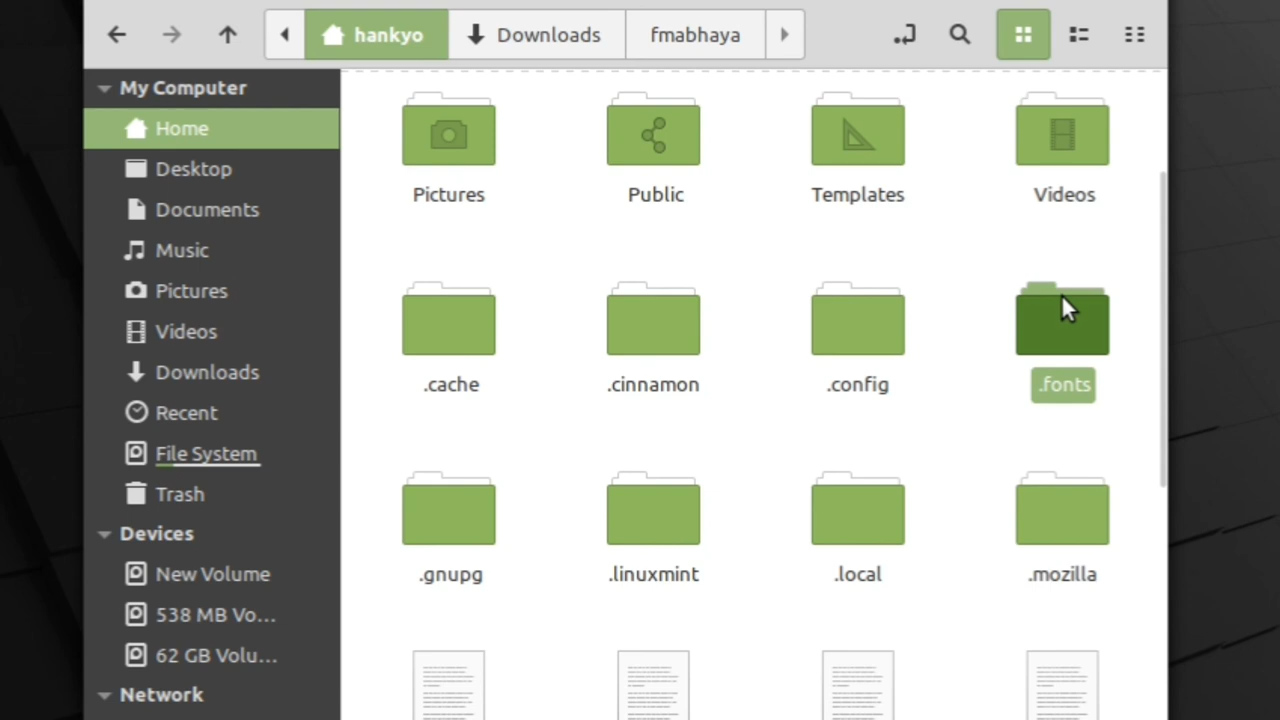 hankyo
Downloads
fmabhaya
My Computer
Home
Desktop
Documents
Music
Pictures
Videos
Downloads
Recent
File System
Trash
Devices
New Volume
538 MB Vo...
62 GB Volu...
Network
Pictures
Public
Templates
Videos
.cache
.cinnamon
.config
.fonts
.gnupg
.linuxmint
.local
.mozilla